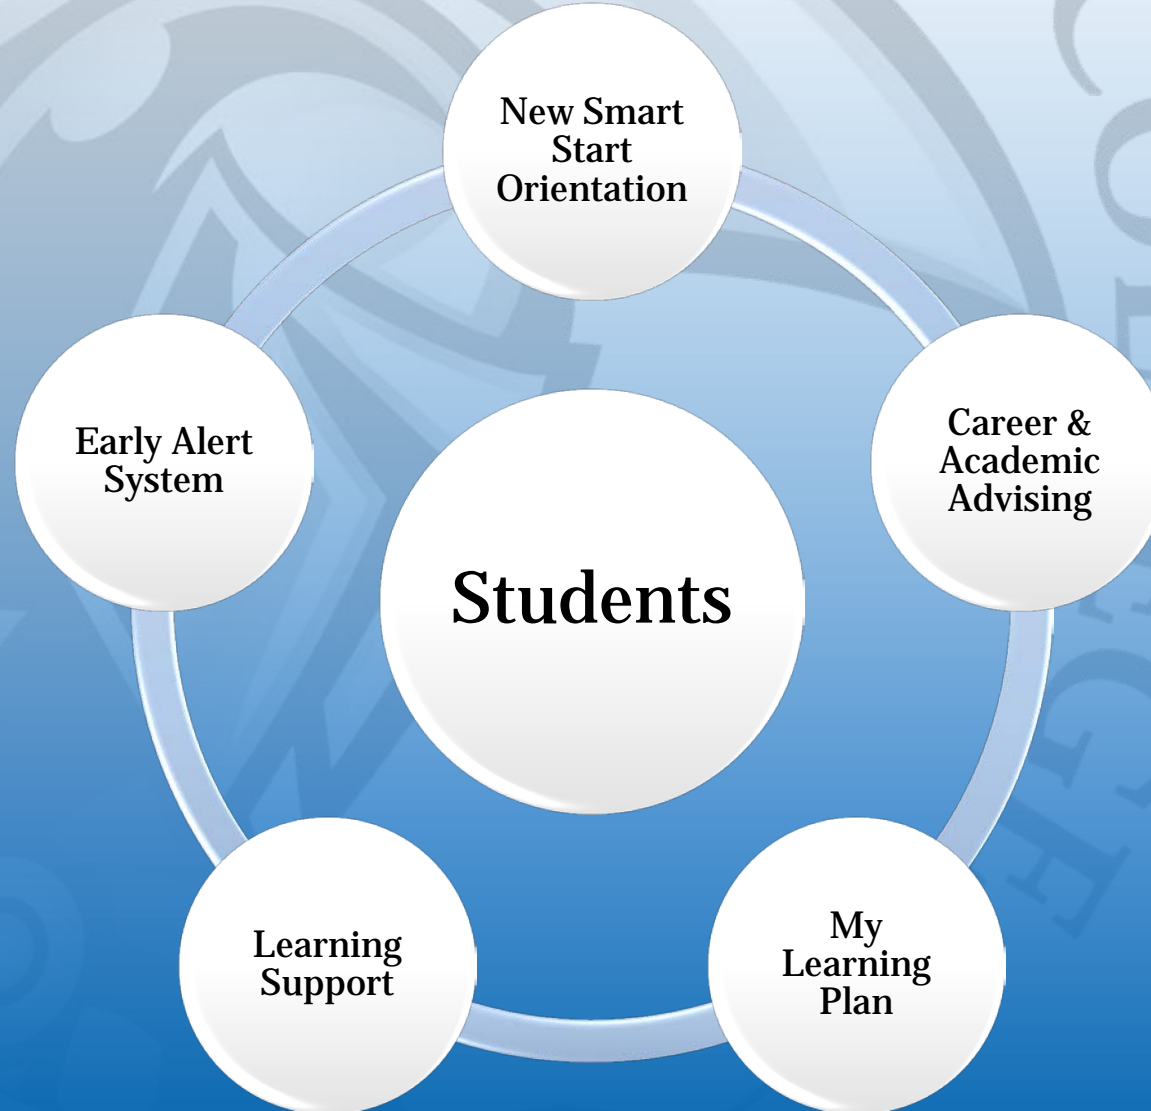 New Smart
Start
Orientation
Career &
Academic
Advising
My
Learning
Plan
Learning
Support
Early Alert
System
Students